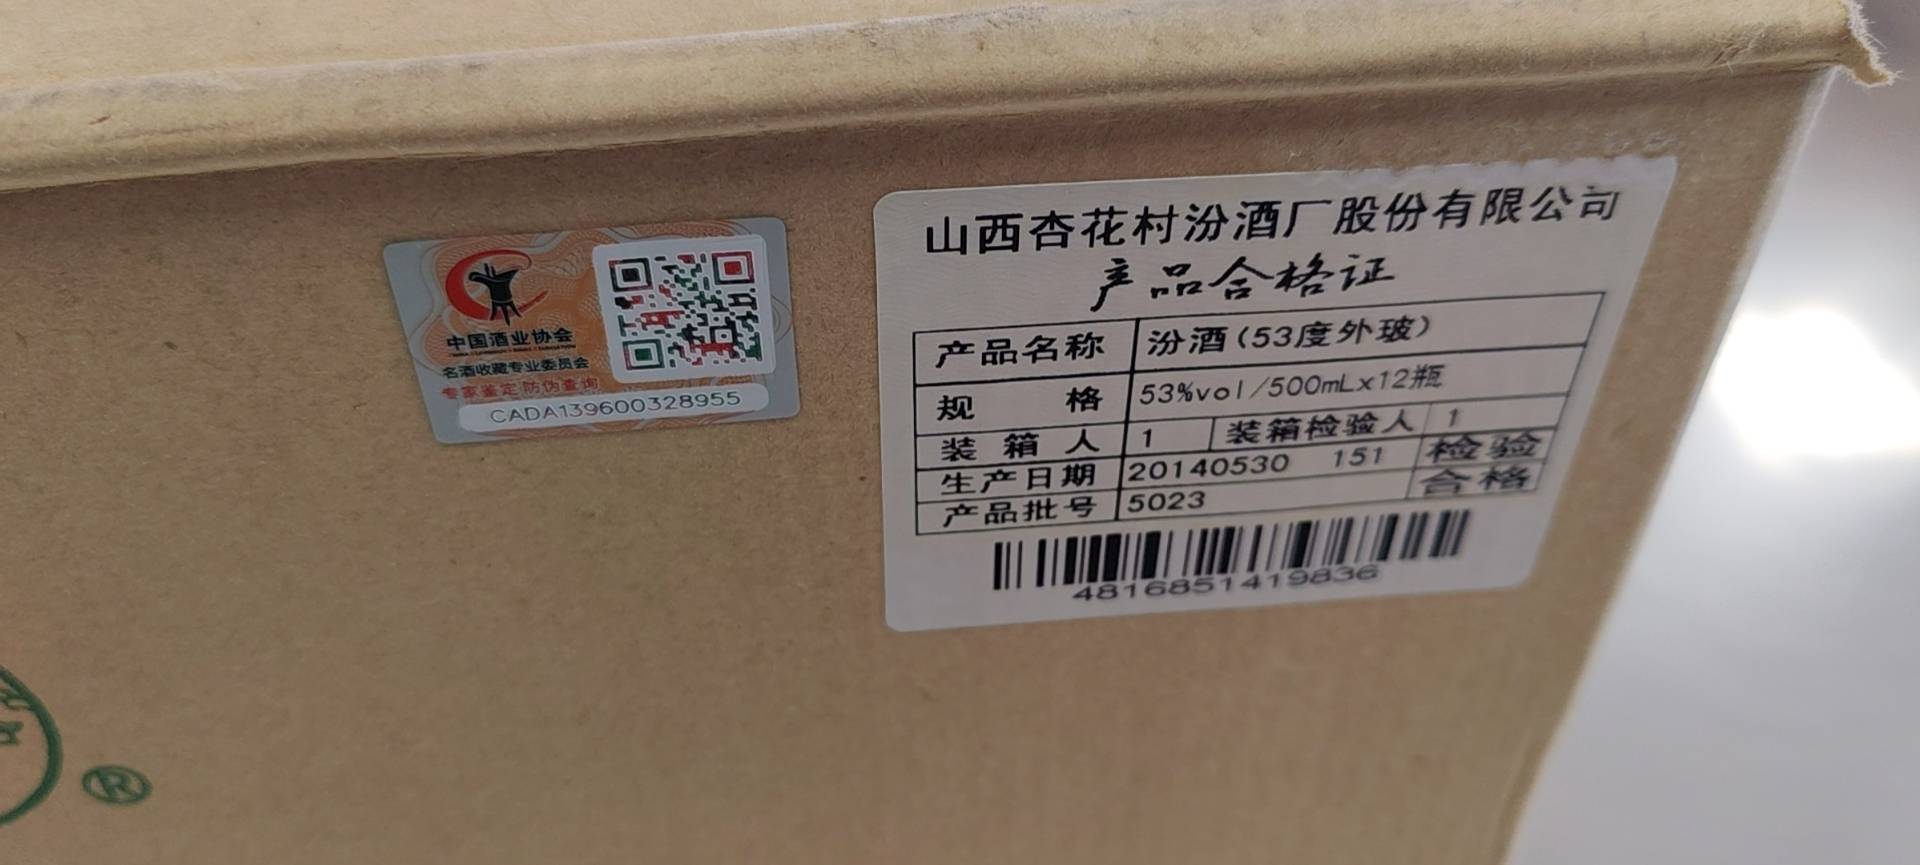 中国酒业协会
名酒收藏专业委员会
专家鉴定 防伪查询
CADA139600328955
山西杏花村汾酒厂股份有限公司
产品合格证
产品名称 汾酒(53度外玻)
规格 53%vol/500mLx12瓶
装箱人 1 装箱检验人 1
生产日期 20140530 151 检验
产品批号 5023 合格
4816851419836
®